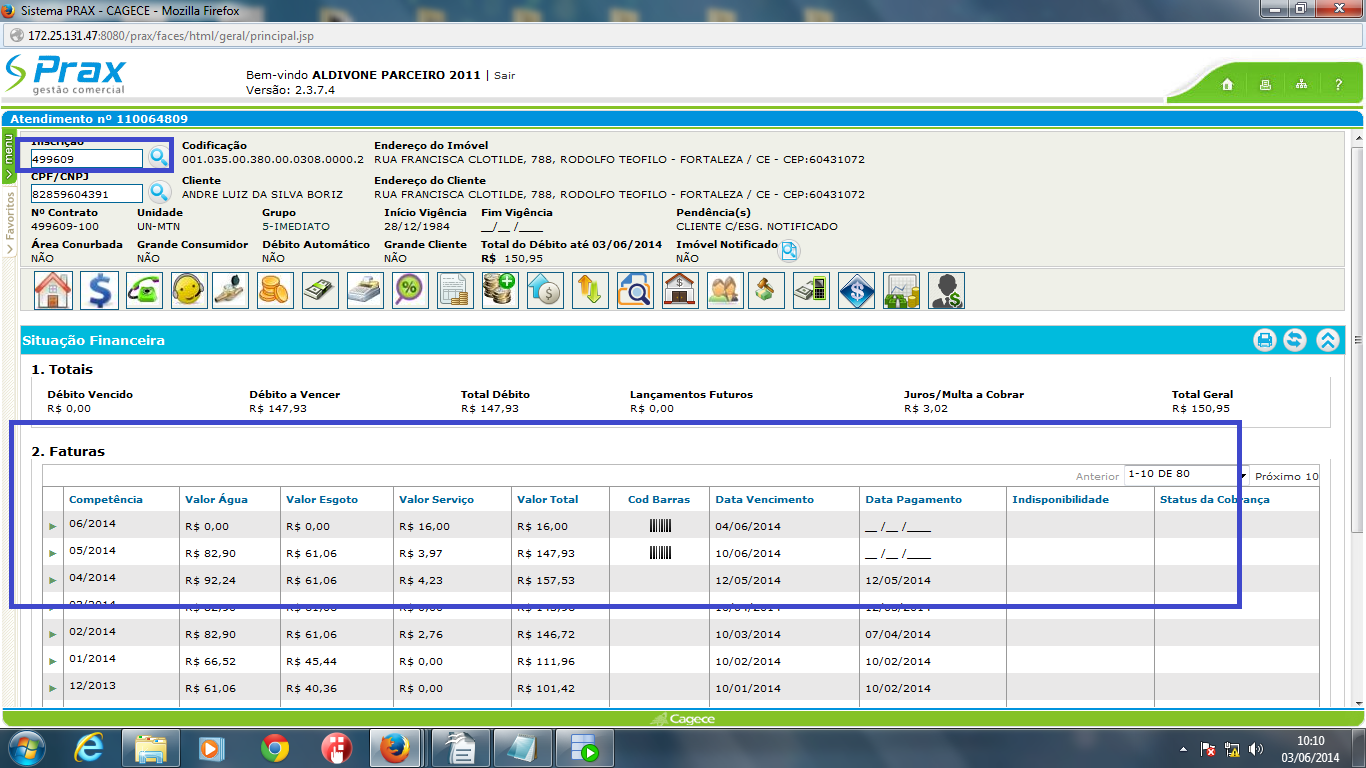 Sistema PRAX - CAGECE - Mozilla Firefox
172.25.131.47:8080/prax/faces/html/geral/principal.jsp
Prax
gestão comercial
Bem-vindo ALDIVONE PARCEIRO 2011 | Sair
Versão: 2.3.7.4
?
Atendimento nº 110064809
menu
Favoritos
Inscrição Codificação Endereço do Imóvel
499609 001.035.00.380.00.0308.0000.2 RUA FRANCISCA CLOTILDE, 788, RODOLFO TEOFILO - FORTALEZA / CE - CEP:60431072
CPF/CNPJ Cliente Endereço do Cliente
82859604391 ANDRE LUIZ DA SILVA BORIZ RUA FRANCISCA CLOTILDE, 788, RODOLFO TEOFILO - FORTALEZA / CE - CEP:60431072
Nº Contrato Unidade Grupo Início Vigência Fim Vigência Pendência(s)
499609-100 UN-MTN 5-IMEDIATO 28/12/1984 __/__ /____ CLIENTE C/ESG. NOTIFICADO
Área Conurbada Grande Consumidor Débito Automático Grande Cliente Total do Débito até 03/06/2014 Imóvel Notificado
NÃO NÃO NÃO NÃO R$ 150,95 NÃO
Situação Financeira
1. Totais
Débito Vencido Débito a Vencer Total Débito Lançamentos Futuros Juros/Multa a Cobrar Total Geral
R$ 0,00 R$ 147,93 R$ 147,93 R$ 0,00 R$ 3,02 R$ 150,95
2. Faturas
Anterior 1-10 DE 80 Próximo 10
Competência Valor Água Valor Esgoto Valor Serviço Valor Total Cod Barras Data Vencimento Data Pagamento Indisponibilidade Status da Cobrança
06/2014 R$ 0,00 R$ 0,00 R$ 16,00 R$ 16,00 04/06/2014 __ /__ /____
05/2014 R$ 82,90 R$ 61,06 R$ 3,97 R$ 147,93 10/06/2014 __ /__ /____
04/2014 R$ 92,24 R$ 61,06 R$ 4,23 R$ 157,53 12/05/2014 12/05/2014
02/2014 R$ 82,90 R$ 61,06 R$ 2,76 R$ 146,72 10/03/2014 07/04/2014
01/2014 R$ 66,52 R$ 45,44 R$ 0,00 R$ 111,96 10/02/2014 10/02/2014
12/2013 R$ 61,06 R$ 40,36 R$ 0,00 R$ 101,42 10/01/2014 10/02/2014
Cagece
10:10
03/06/2014